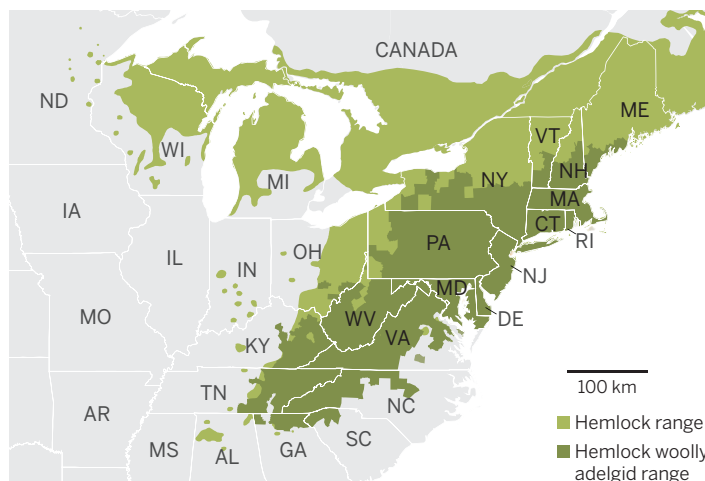 CANADA
ND
ME
VT
WI
NH
MI
NY
MA
IA
CT
RI
PA
OH
IL
IN
NJ
MD
WV
DE
MO
VA
KY
100 km
TN
NC
AR
Hemlock range
MS
AL
GA
SC
Hemlock woolly
adelgid range